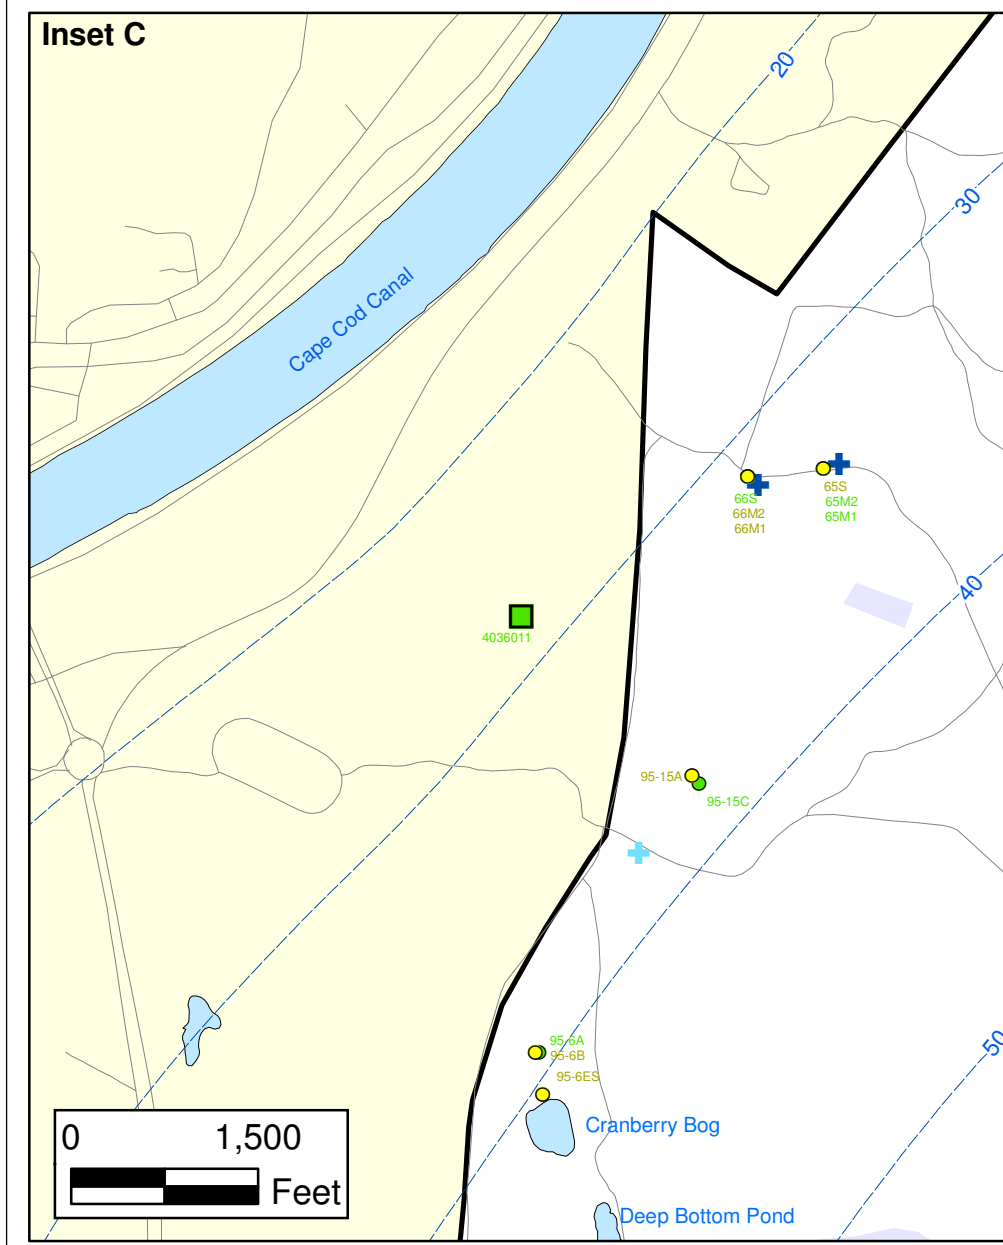 Inset C
20
30
Cape Cod Canal
65S
65M2
65M1
66S
66M2
66M1
40
4036011
95-15A
95-15C
50
95-6A
95-6B
95-6ES
Cranberry Bog
0 1,500
Feet
Deep Bottom Pond